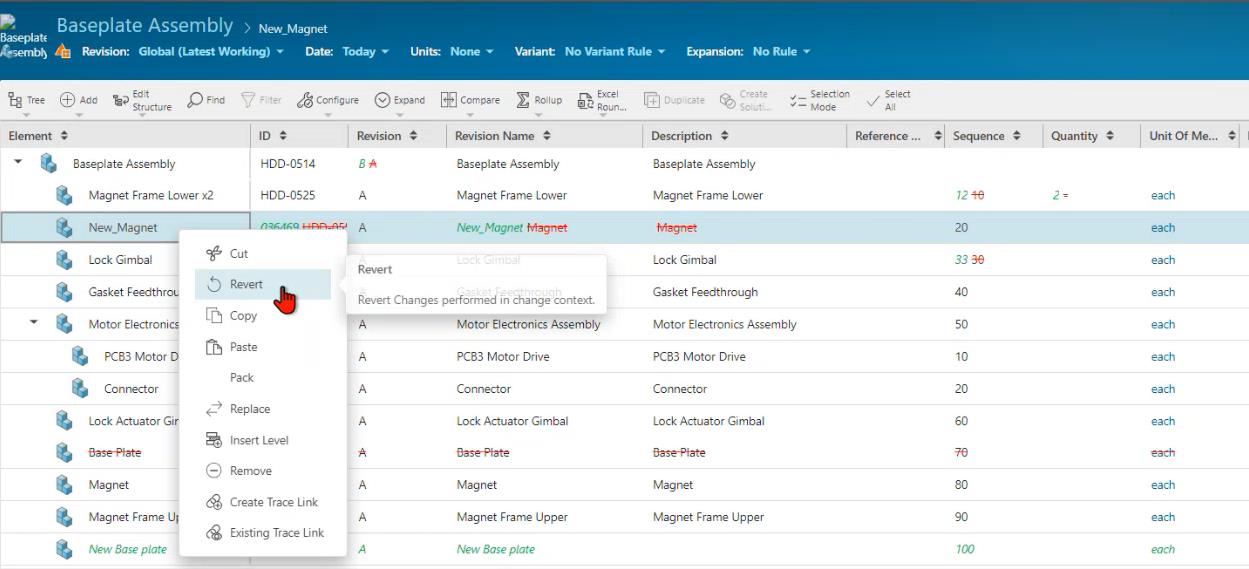 Baseplate Assembly
Baseplate Assembly > New_Magnet
Revision: Global (Latest Working) Date: Today Units: None Variant: No Variant Rule Expansion: No Rule
Tree Add Edit Structure Find Filter Configure Expand Compare Rollup Excel Roun... Duplicate Create Soluti... Selection Mode Select All
Element ID Revision Revision Name Description Reference ... Sequence Quantity Unit Of Me...
Baseplate Assembly HDD-0514 B A Baseplate Assembly Baseplate Assembly
Magnet Frame Lower x2 HDD-0525 A Magnet Frame Lower Magnet Frame Lower 12 10 2 = each
New_Magnet 036469 HDD-05 A New_Magnet Magnet Magnet 20 each
Lock Gimbal Lock Gimbal Lock Gimbal 33 30 each
Gasket Feedthrou Gasket Feedthrough Gasket Feedthrough 40 each
Motor Electronics A Motor Electronics Assembly Motor Electronics Assembly 50 each
PCB3 Motor D A PCB3 Motor Drive PCB3 Motor Drive 10 each
Connector A Connector Connector 20 each
Lock Actuator Gir A Lock Actuator Gimbal Lock Actuator Gimbal 60 each
Base Plate A Base Plate Base Plate 70 each
Magnet A Magnet Magnet 80 each
Magnet Frame Up A Magnet Frame Upper Magnet Frame Upper 90 each
New Base plate A New Base plate 100 each
Cut
Revert
Copy
Paste
Pack
Replace
Insert Level
Remove
Create Trace Link
Existing Trace Link
Revert
Revert Changes performed in change context.